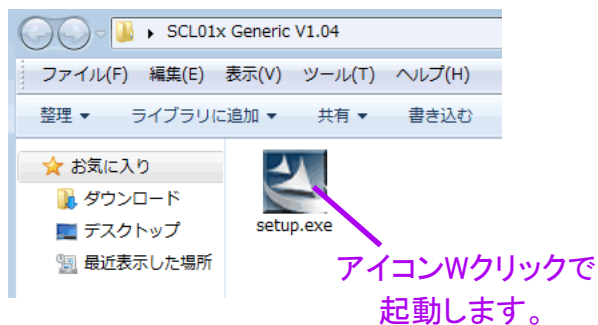 SCL01x Generic V1.04
ファイル(F) 編集(E) 表示(V) ツール(T) ヘルプ(H)
整理 ライブラリに追加 共有 書き込む
お気に入り
ダウンロード
デスクトップ
最近表示した場所
setup.exe
アイコンWクリックで
起動します。